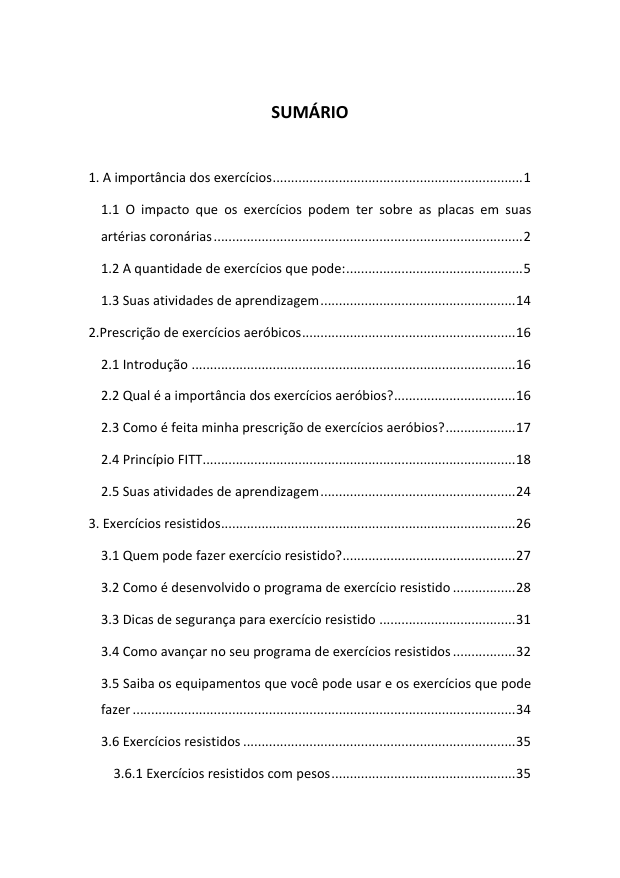 SUMÁRIO
1. A importância dos exercícios....................................................................1
1.1 O impacto que os exercícios podem ter sobre as placas em suas
artérias coronárias....................................................................................2
1.2 A quantidade de exercícios que pode:................................................5
1.3 Suas atividades de aprendizagem.....................................................14
2.Prescrição de exercícios aeróbicos..........................................................16
2.1 Introdução ........................................................................................16
2.2 Qual é a importância dos exercícios aeróbios?.................................16
2.3 Como é feita minha prescrição de exercícios aeróbios?...................17
2.4 Princípio FITT.....................................................................................18
2.5 Suas atividades de aprendizagem.....................................................24
3. Exercícios resistidos................................................................................26
3.1 Quem pode fazer exercício resistido?...............................................27
3.2 Como é desenvolvido o programa de exercício resistido .................28
3.3 Dicas de segurança para exercício resistido .....................................31
3.4 Como avançar no seu programa de exercícios resistidos.................32
3.5 Saiba os equipamentos que você pode usar e os exercícios que pode
fazer........................................................................................................34
3.6 Exercícios resistidos ..........................................................................35
3.6.1 Exercícios resistidos com pesos..................................................35